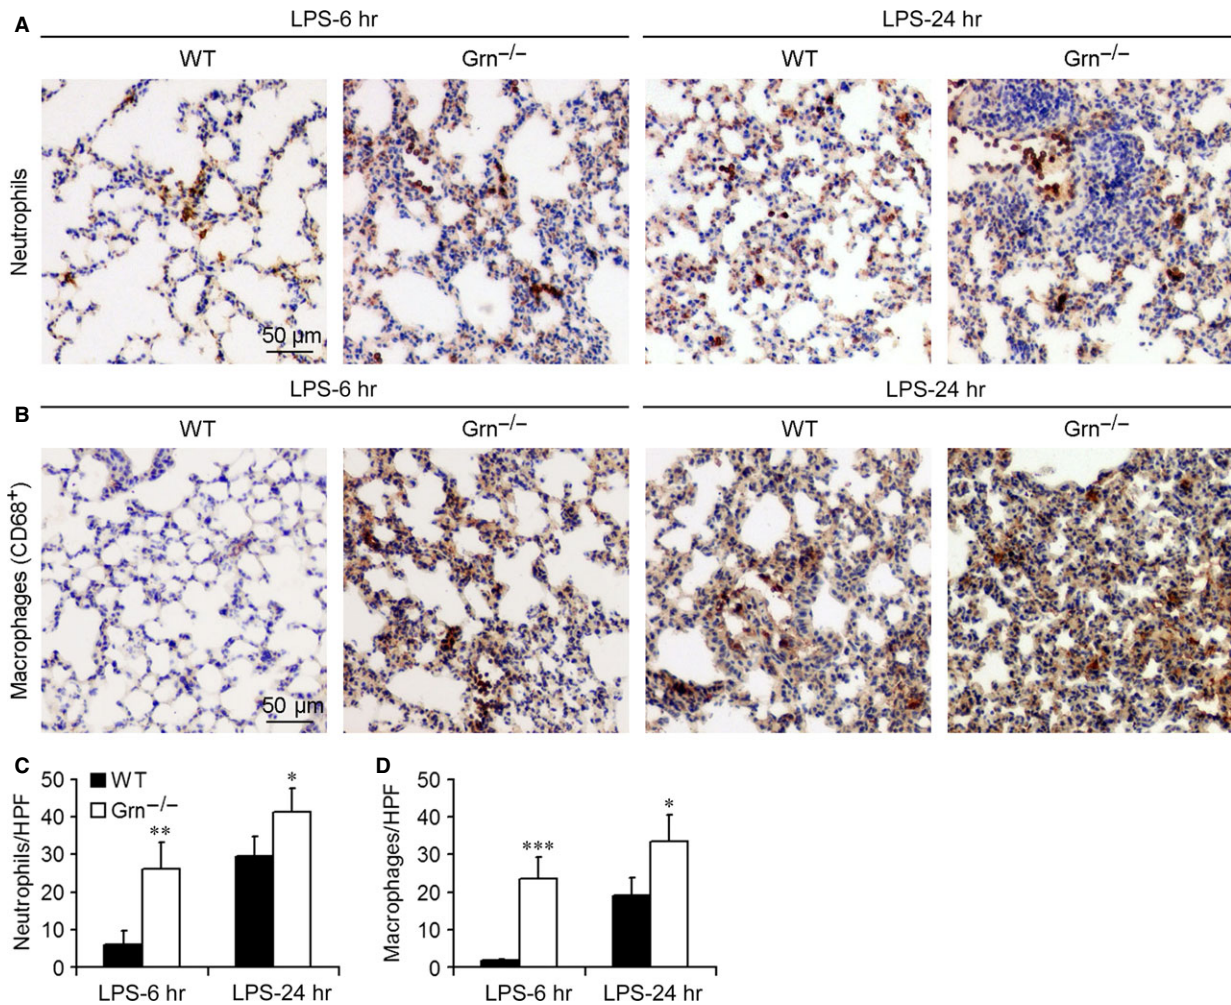 A
LPS-6 hr
LPS-24 hr
WT
Grn−/−
WT
Grn−/−
Neutrophils
50 µm
B
LPS-6 hr
LPS-24 hr
WT
Grn−/−
WT
Grn−/−
Macrophages (CD68+)
50 µm
C
50
40
30
20
10
0
Neutrophils/HPF
WT
Grn−/−
**
*
LPS-6 hr
LPS-24 hr
D
50
40
30
20
10
0
Macrophages/HPF
***
*
LPS-6 hr
LPS-24 hr